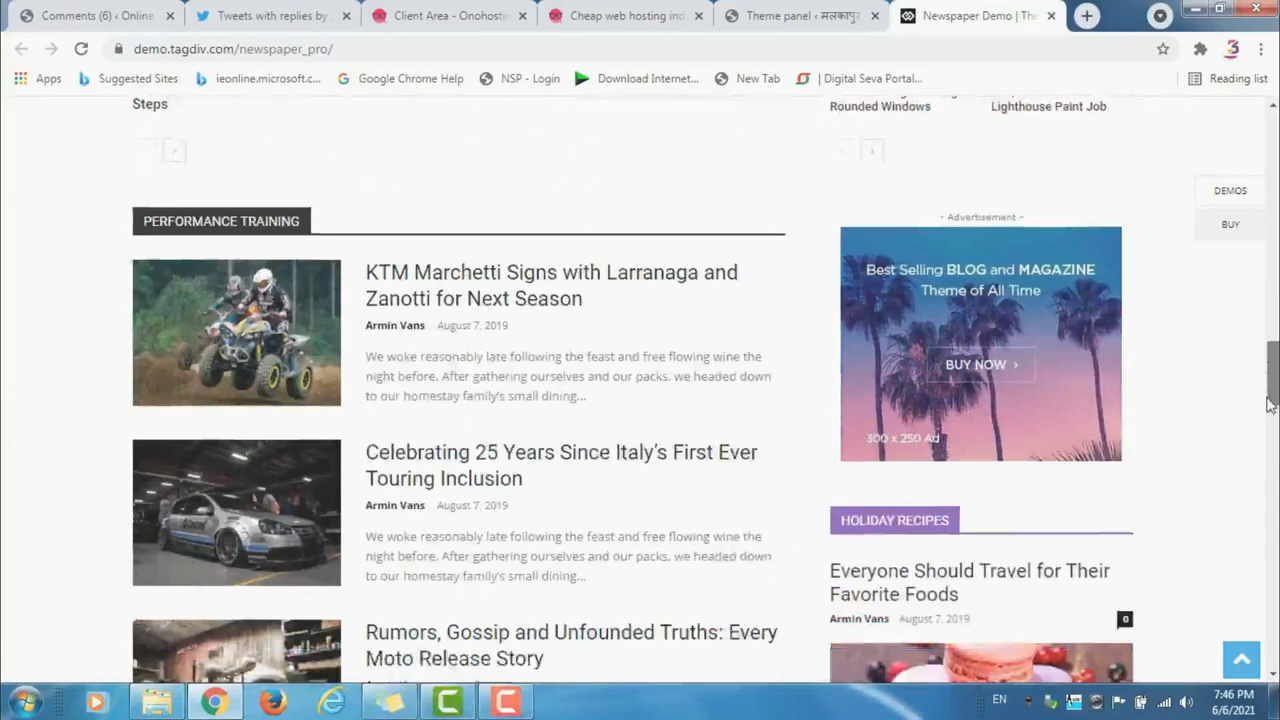 Comments (6) ‹ Online
Tweets with replies by
Client Area - Onohostin
Cheap web hosting ind
Theme panel ‹ मलकापु
Newspaper Demo | The
demo.tagdiv.com/newspaper_pro/
Apps
Suggested Sites
ieonline.microsoft.c...
Google Chrome Help
NSP - Login
Download Internet...
New Tab
| Digital Seva Portal...
Reading list
Steps
Rounded Windows
Lighthouse Paint Job
DEMOS
BUY
PERFORMANCE TRAINING
KTM Marchetti Signs with Larranaga and
Zanotti for Next Season
Armin Vans August 7, 2019
We woke reasonably late following the feast and free flowing wine the
night before. After gathering ourselves and our packs, we headed down
to our homestay family's small dining...
Celebrating 25 Years Since Italy's First Ever
Touring Inclusion
Armin Vans August 7, 2019
We woke reasonably late following the feast and free flowing wine the
night before. After gathering ourselves and our packs, we headed down
to our homestay family's small dining...
Rumors, Gossip and Unfounded Truths: Every
Moto Release Story
- Advertisement -
Best Selling BLOG and MAGAZINE
Theme of All Time
BUY NOW
300 x 250 Ad
HOLIDAY RECIPES
Everyone Should Travel for Their
Favorite Foods
Armin Vans August 7, 2019
0
EN
7:46 PM
6/6/2021